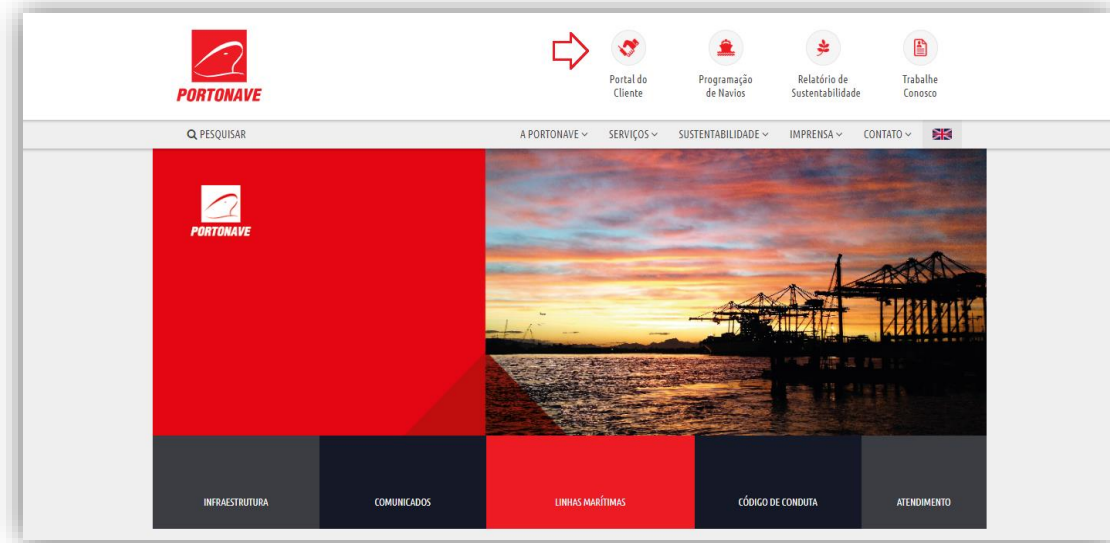 PORTONAVE
Portal do
Cliente
Programação
de Navios
Relatório de
Sustentabilidade
Trabalhe
Conosco
PESQUISAR
A PORTONAVE
SERVIÇOS
SUSTENTABILIDADE
IMPRENSA
CONTATO
PORTONAVE
INFRAESTRUTURA
COMUNICADOS
LINHAS MARÍTIMAS
CÓDIGO DE CONDUTA
ATENDIMENTO